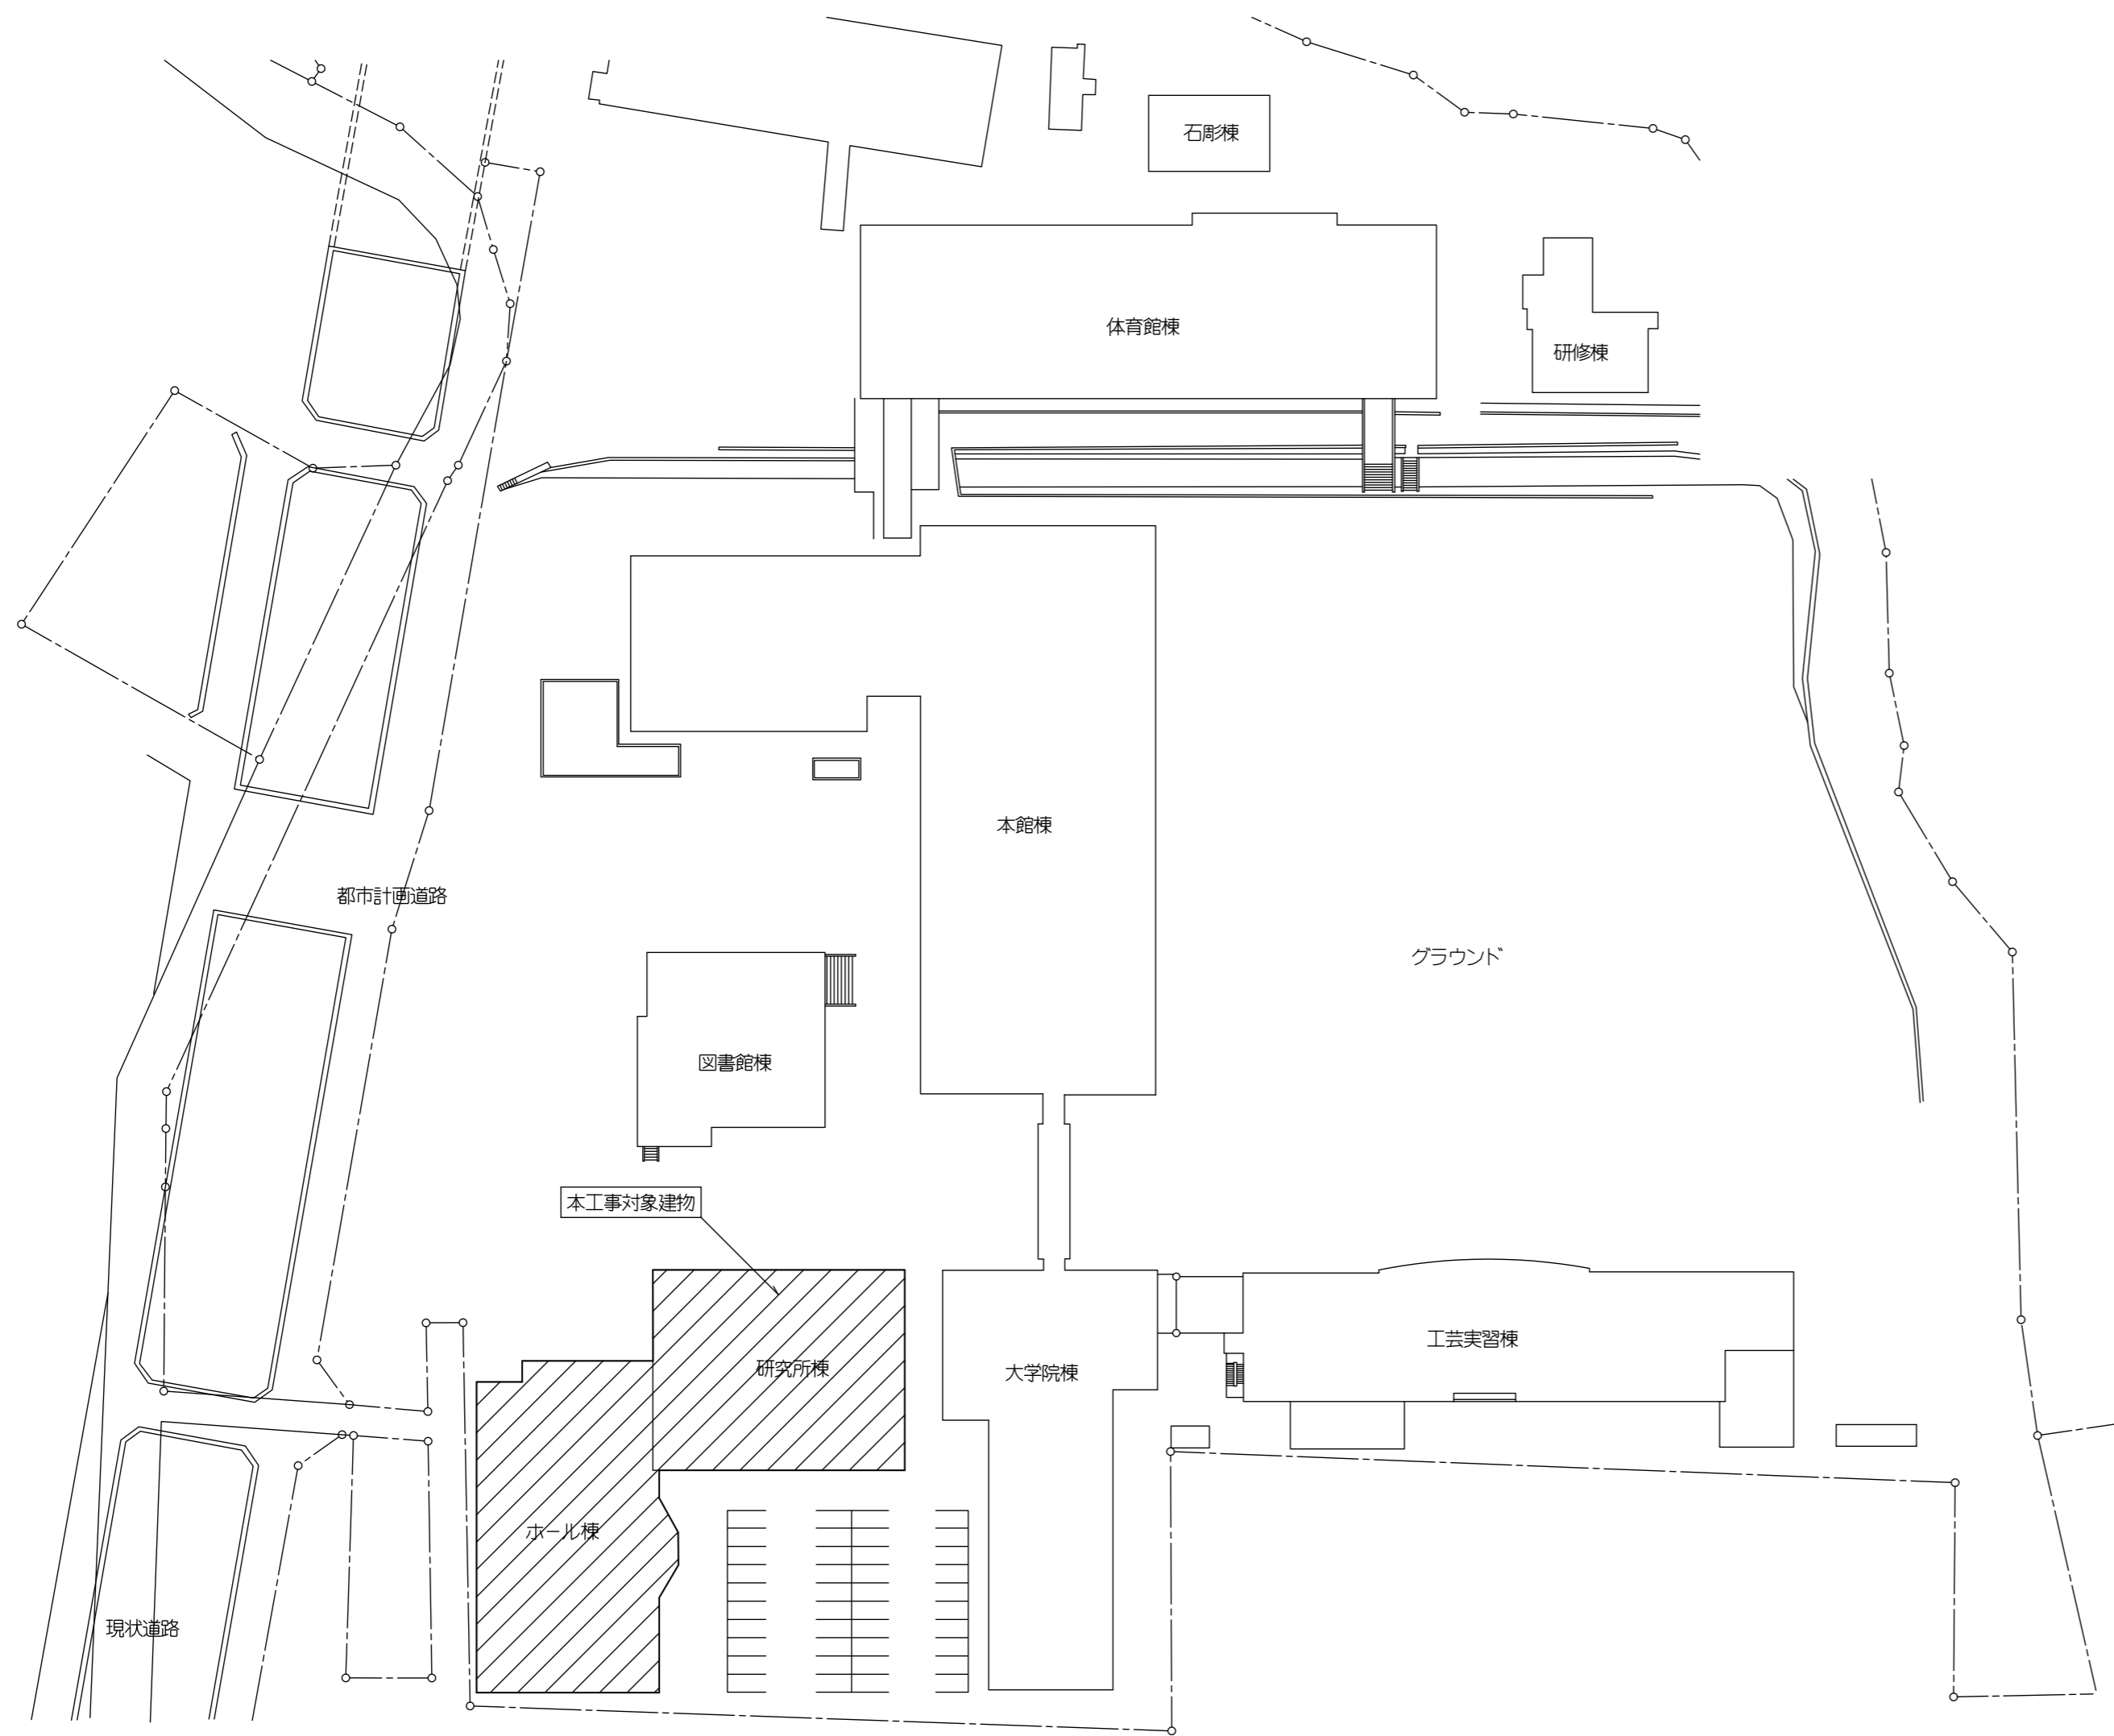 石彫棟
体育館棟
研修棟
本館棟
都市計画道路
グラウンド
図書館棟
本工事対象建物
工芸実習棟
研究所棟
大学院棟
ホール棟
現状道路